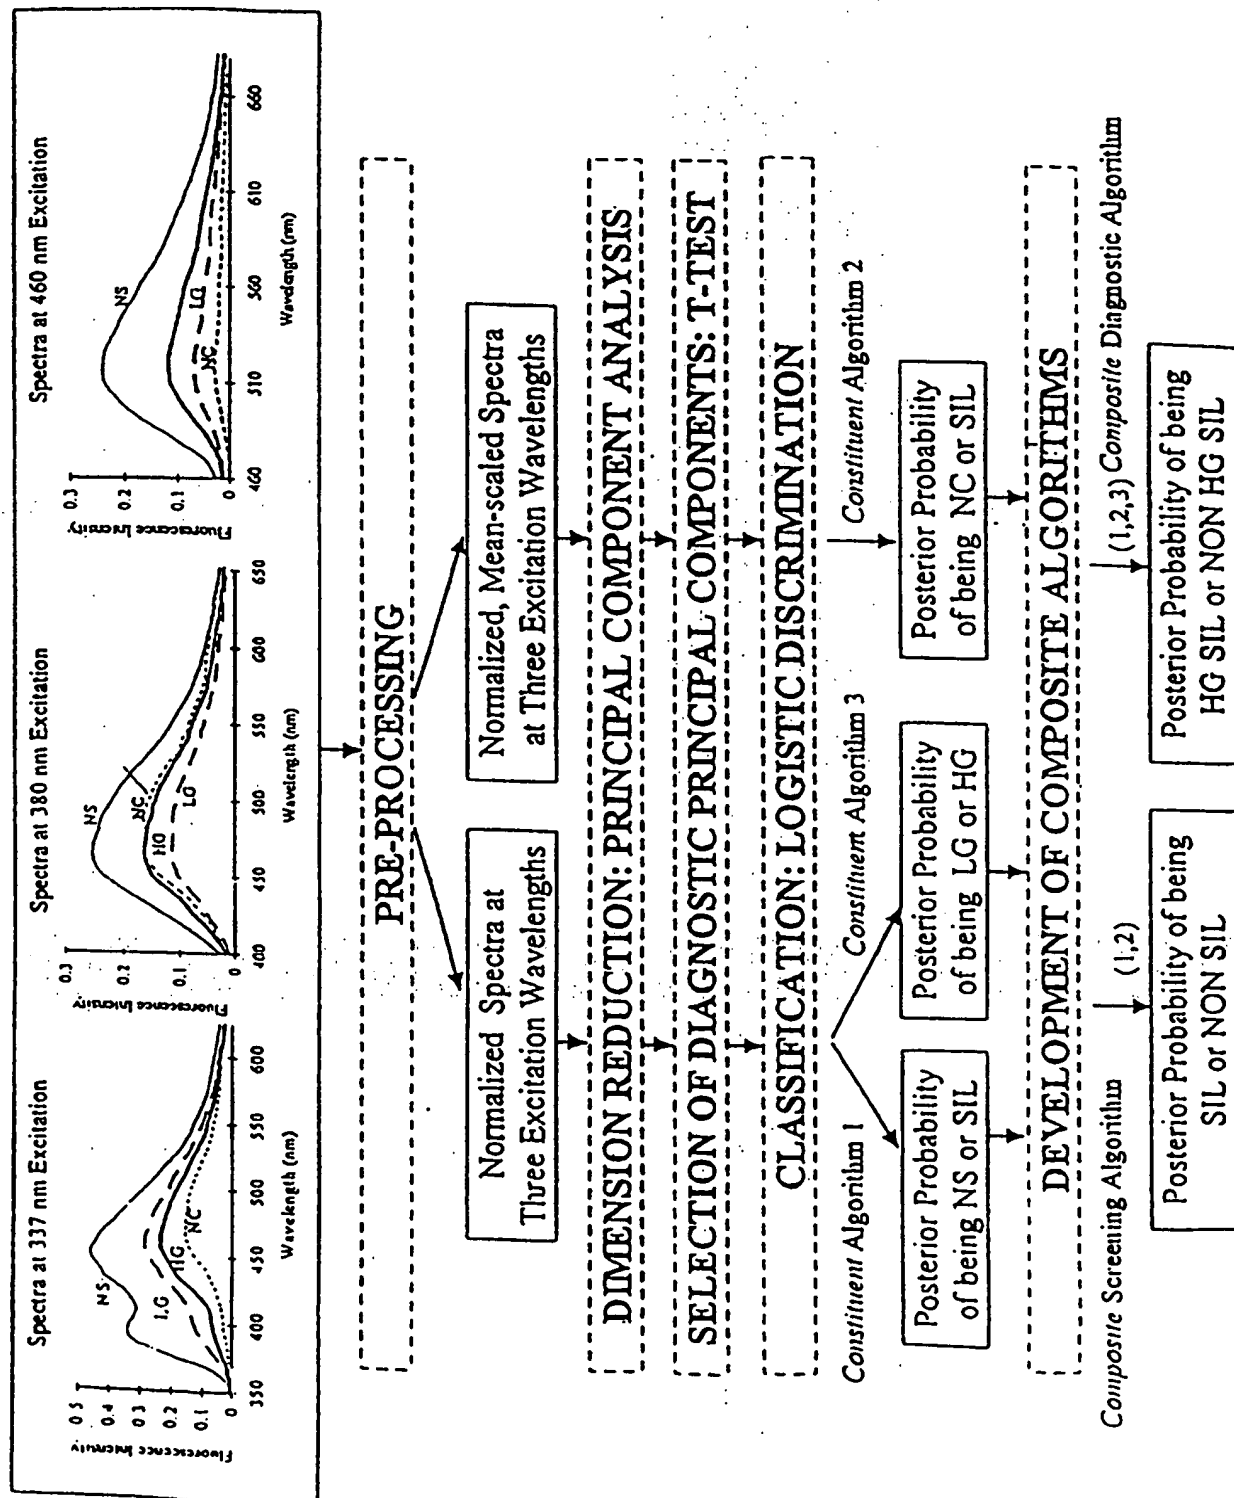 Spectra at 337 nm Excitation
Fluorescence Intensity
0.5
0.4
0.3
0.2
0.1
0
NS
LG
HG
NC
350
400
450
500
550
600
Wavelength (nm)
Spectra at 380 nm Excitation
Fluorescence Intensity
0.3
0.2
0.1
0
NS
NC
HG
LG
400
450
500
550
600
650
Wavelength (nm)
Spectra at 460 nm Excitation
Fluorescence Intensity
0.3
0.2
0.1
0
NS
LG
NC
460
510
560
610
660
Wavelength (nm)
PRE-PROCESSING
Normalized Spectra at
Three Excitation Wavelengths
Normalized, Mean-scaled Spectra
at Three Excitation Wavelengths
DIMENSION REDUCTION: PRINCIPAL COMPONENT ANALYSIS
SELECTION OF DIAGNOSTIC PRINCIPAL COMPONENTS: T-TEST
CLASSIFICATION: LOGISTIC DISCRIMINATION
Constituent Algorithm 1
Constituent Algorithm 3
Constituent Algorithm 2
Posterior Probability
of being NS or SIL
Posterior Probability
of being LG or HG
Posterior Probability
of being NC or SIL
DEVELOPMENT OF COMPOSITE ALGORITHMS
Composite Screening Algorithm
(1,2)
(1,2,3) Composite Diagnostic Algorithm
Posterior Probability of being
SIL or NON SIL
Posterior Probability of being
HG SIL or NON HG SIL